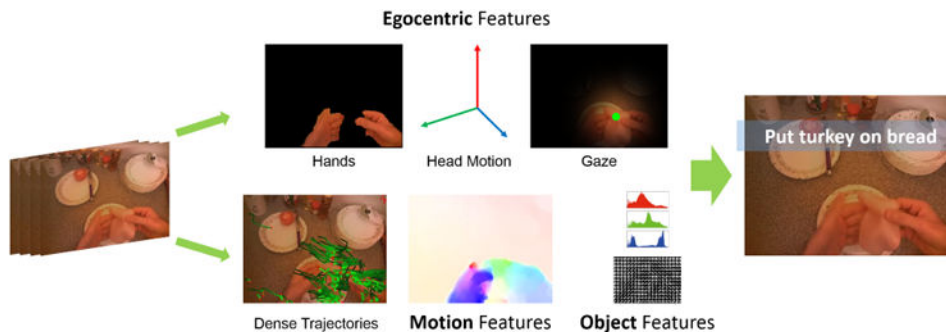 Egocentric Features
Hands
Head Motion
Gaze
Put turkey on bread
Dense Trajectories
Motion Features
Object Features